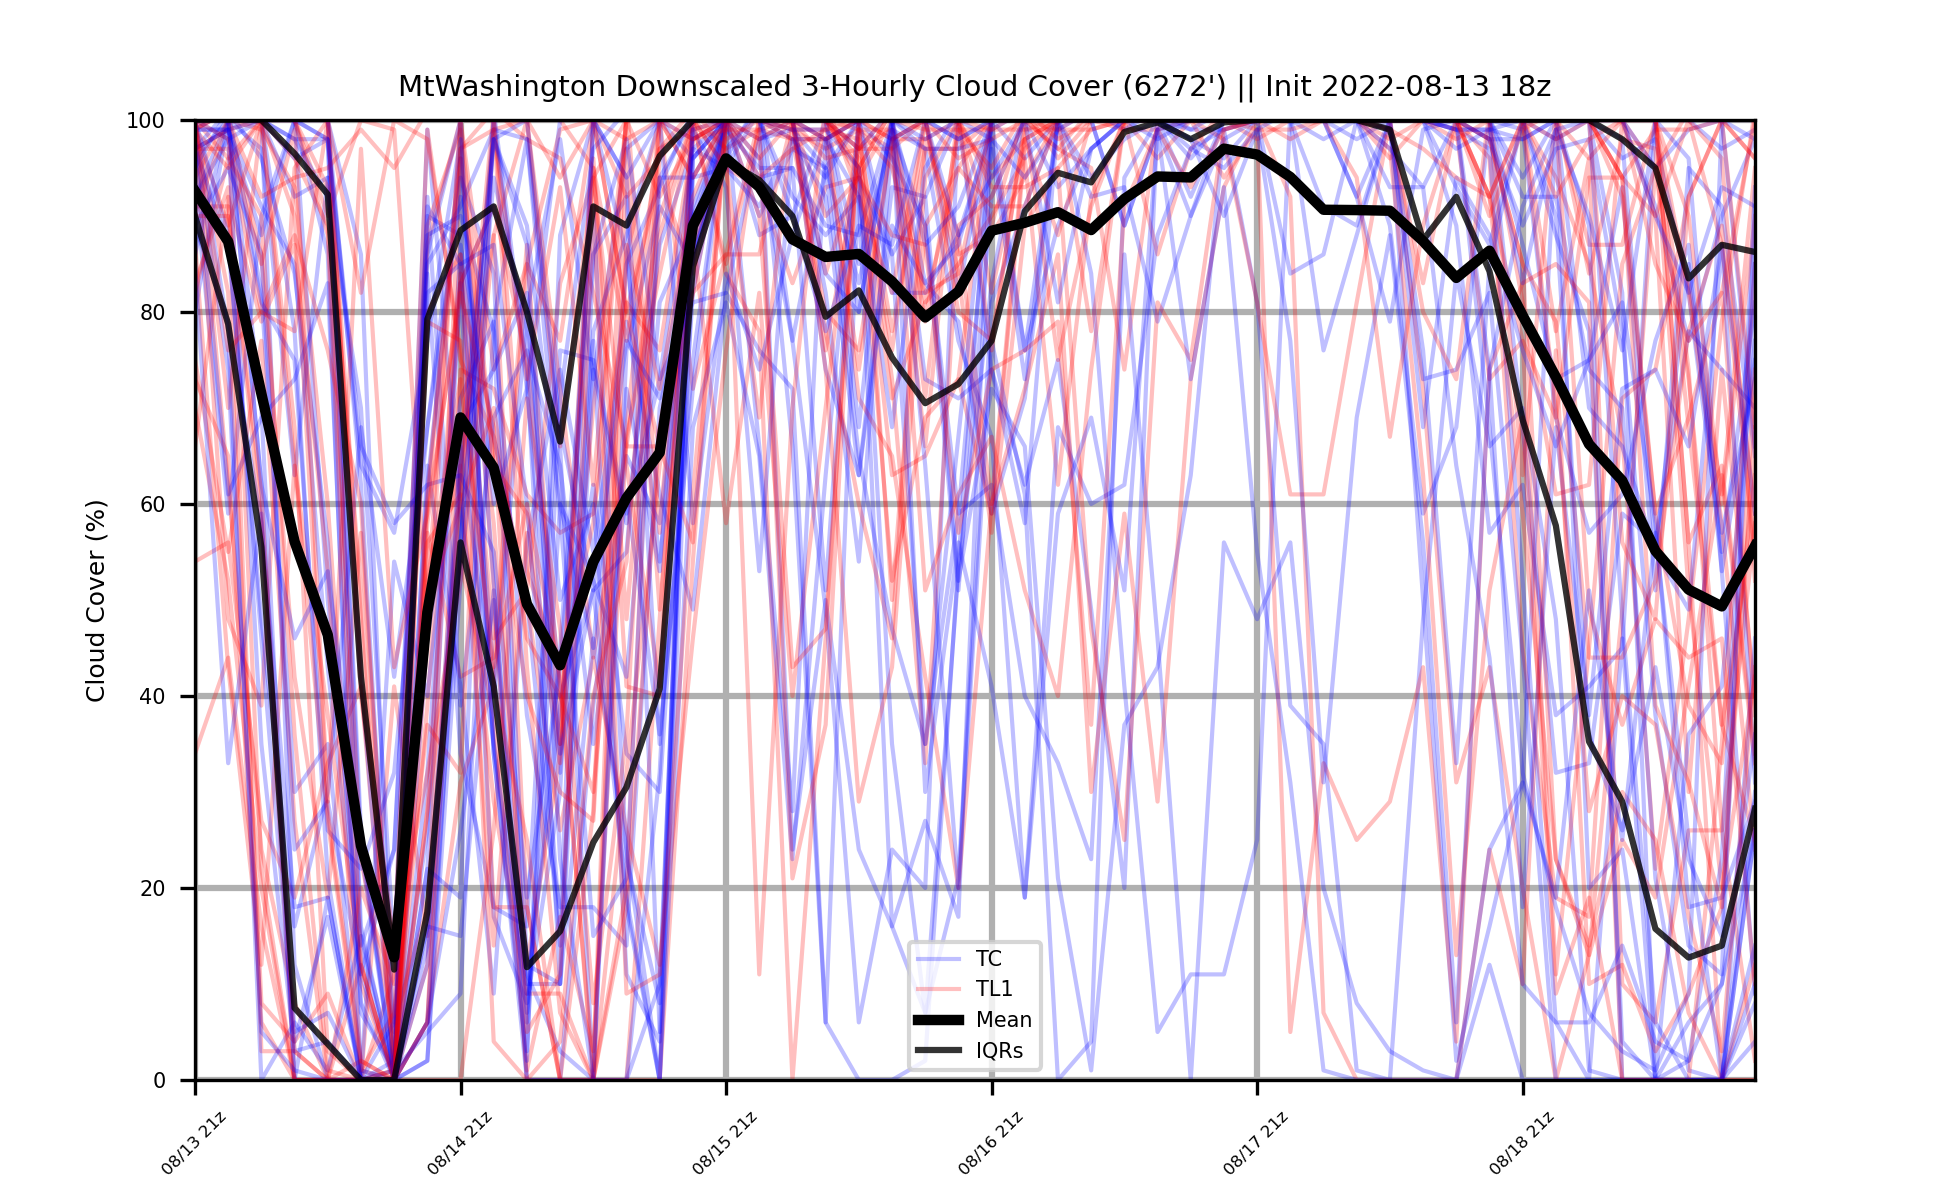 MtWashington Downscaled 3-Hourly Cloud Cover (6272') || Init 2022-08-13 18z
Cloud Cover (%)
100
80
60
40
20
0
TC
TL1
Mean
IQRs
08/13 21z
08/14 21z
08/15 21z
08/16 21z
08/17 21z
08/18 21z